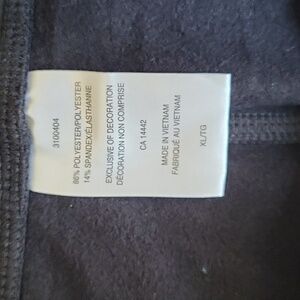 3100404
86% POLYESTER/POLYESTER
14% SPANDEX/ÉLASTHANNE
EXCLUSIVE OF DECORATION
DÉCORATION NON COMPRISE
CA 14442
MADE IN VIETNAM
FABRIQUÉ AU VIETNAM
XL/TG